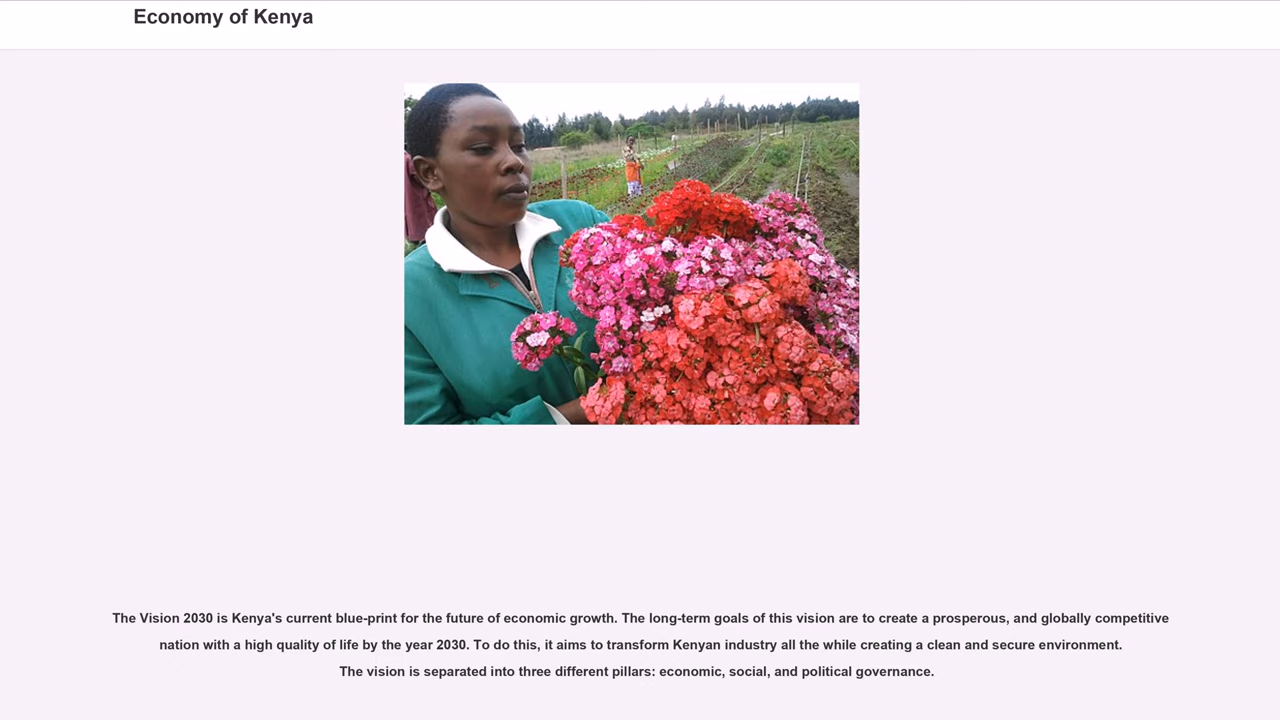 Economy of Kenya
The Vision 2030 is Kenya's current blue-print for the future of economic growth. The long-term goals of this vision are to create a prosperous, and globally competitive
nation with a high quality of life by the year 2030. To do this, it aims to transform Kenyan industry all the while creating a clean and secure environment.
The vision is separated into three different pillars: economic, social, and political governance.